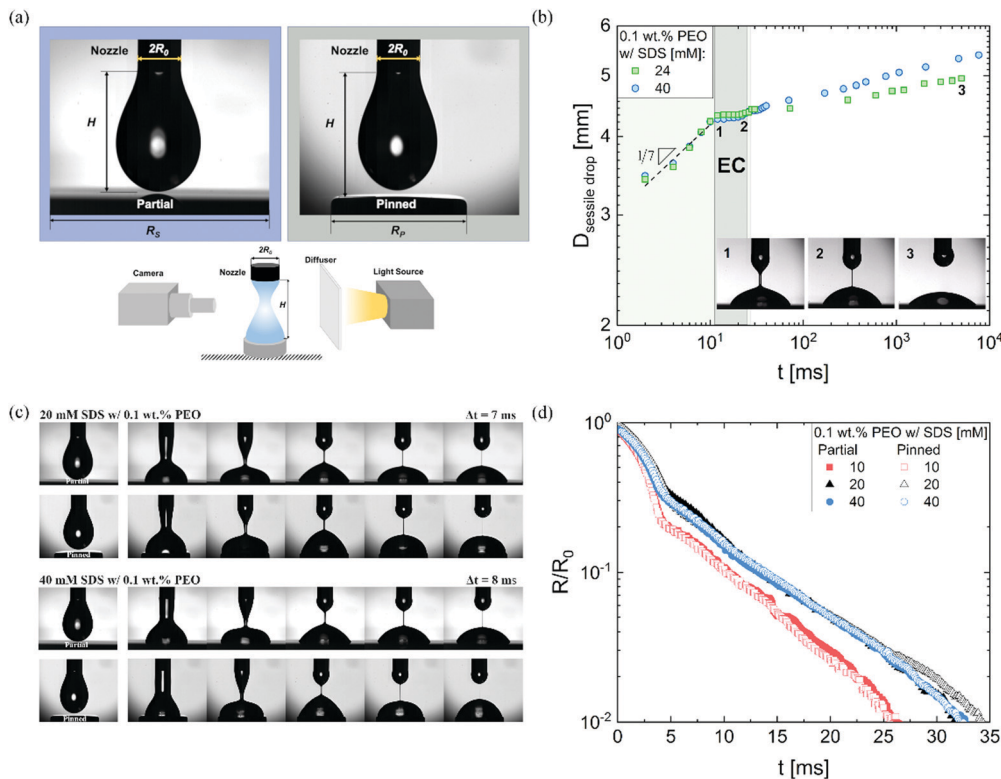 (a)
Nozzle
2R0
H
Partial
RS
Nozzle
2R0
H
Pinned
RP
Camera
Nozzle
2R0
H
Diffuser
Light Source
(b)
Dsessile drop [mm]
6
5
4
3
2
0.1 wt.% PEO
w/ SDS [mM]:
24
40
1/7
1
2
EC
3
1
2
3
10^0
10^1
10^2
10^3
10^4
t [ms]
(c)
20 mM SDS w/ 0.1 wt.% PEO
Δt = 7 ms
Partial
Pinned
40 mM SDS w/ 0.1 wt.% PEO
Δt = 8 ms
Partial
Pinned
(d)
R/R0
10^0
10^-1
10^-2
0.1 wt.% PEO w/ SDS [mM]
Partial Pinned
10 10
20 20
40 40
0 5 10 15 20 25 30 35
t [ms]